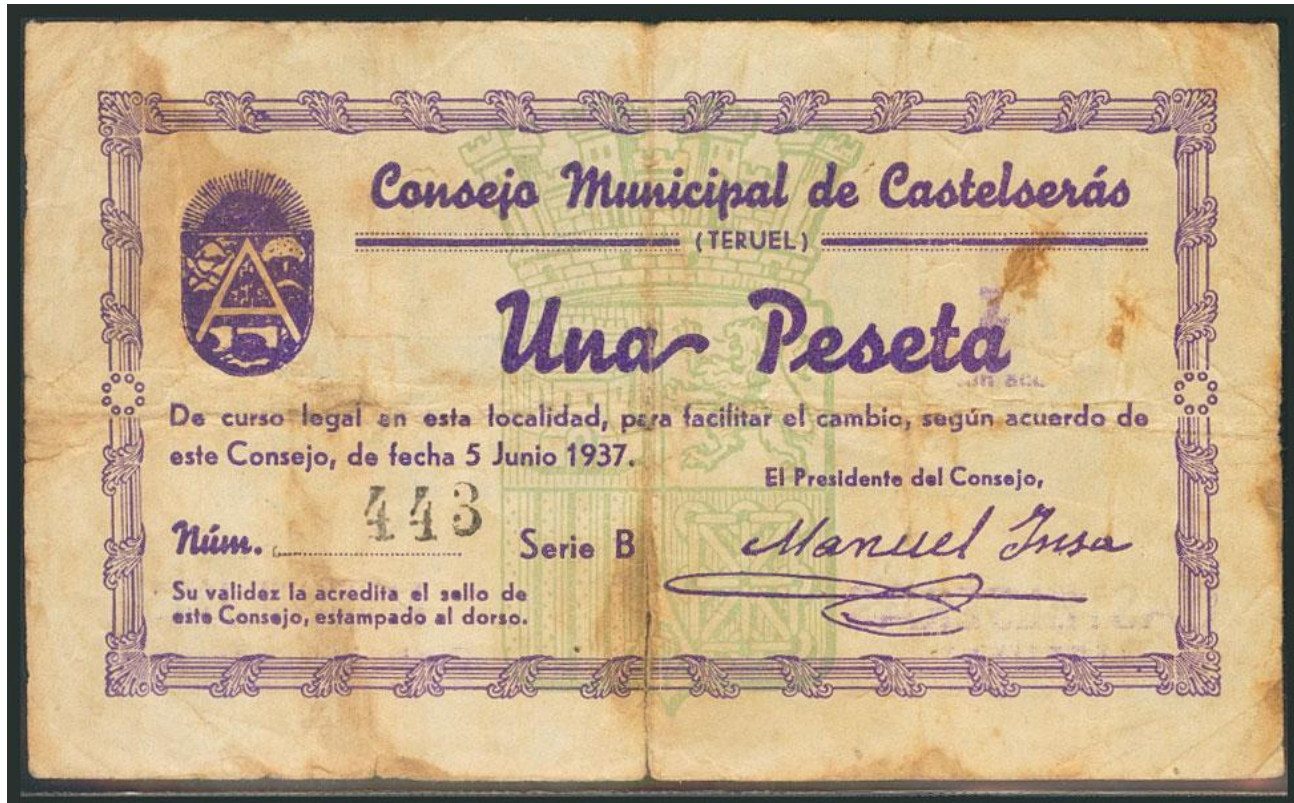 Consejo Municipal de Castelserás
(TERUEL)
Una Peseta
De curso legal en esta localidad, para facilitar el cambio, según acuerdo de
este Consejo, de fecha 5 Junio 1937.
El Presidente del Consejo,
Núm. 443 Serie B
Manuel Insa
Su validez la acredita el sello de
este Consejo, estampado al dorso.